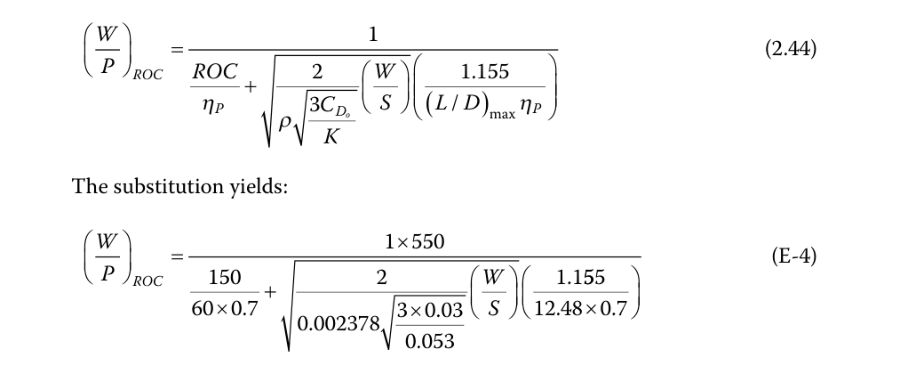 (W/P)_ROC = 1 / (ROC/η_P + √(2/(ρ√(3C_D₀/K)) (W/S)) (1.155/((L/D)_max η_P))) (2.44)
The substitution yields:
(W/P)_ROC = 1×550 / (150/(60×0.7) + √(2/(0.002378√(3×0.03/0.053)) (W/S)) (1.155/(12.48×0.7))) (E-4)